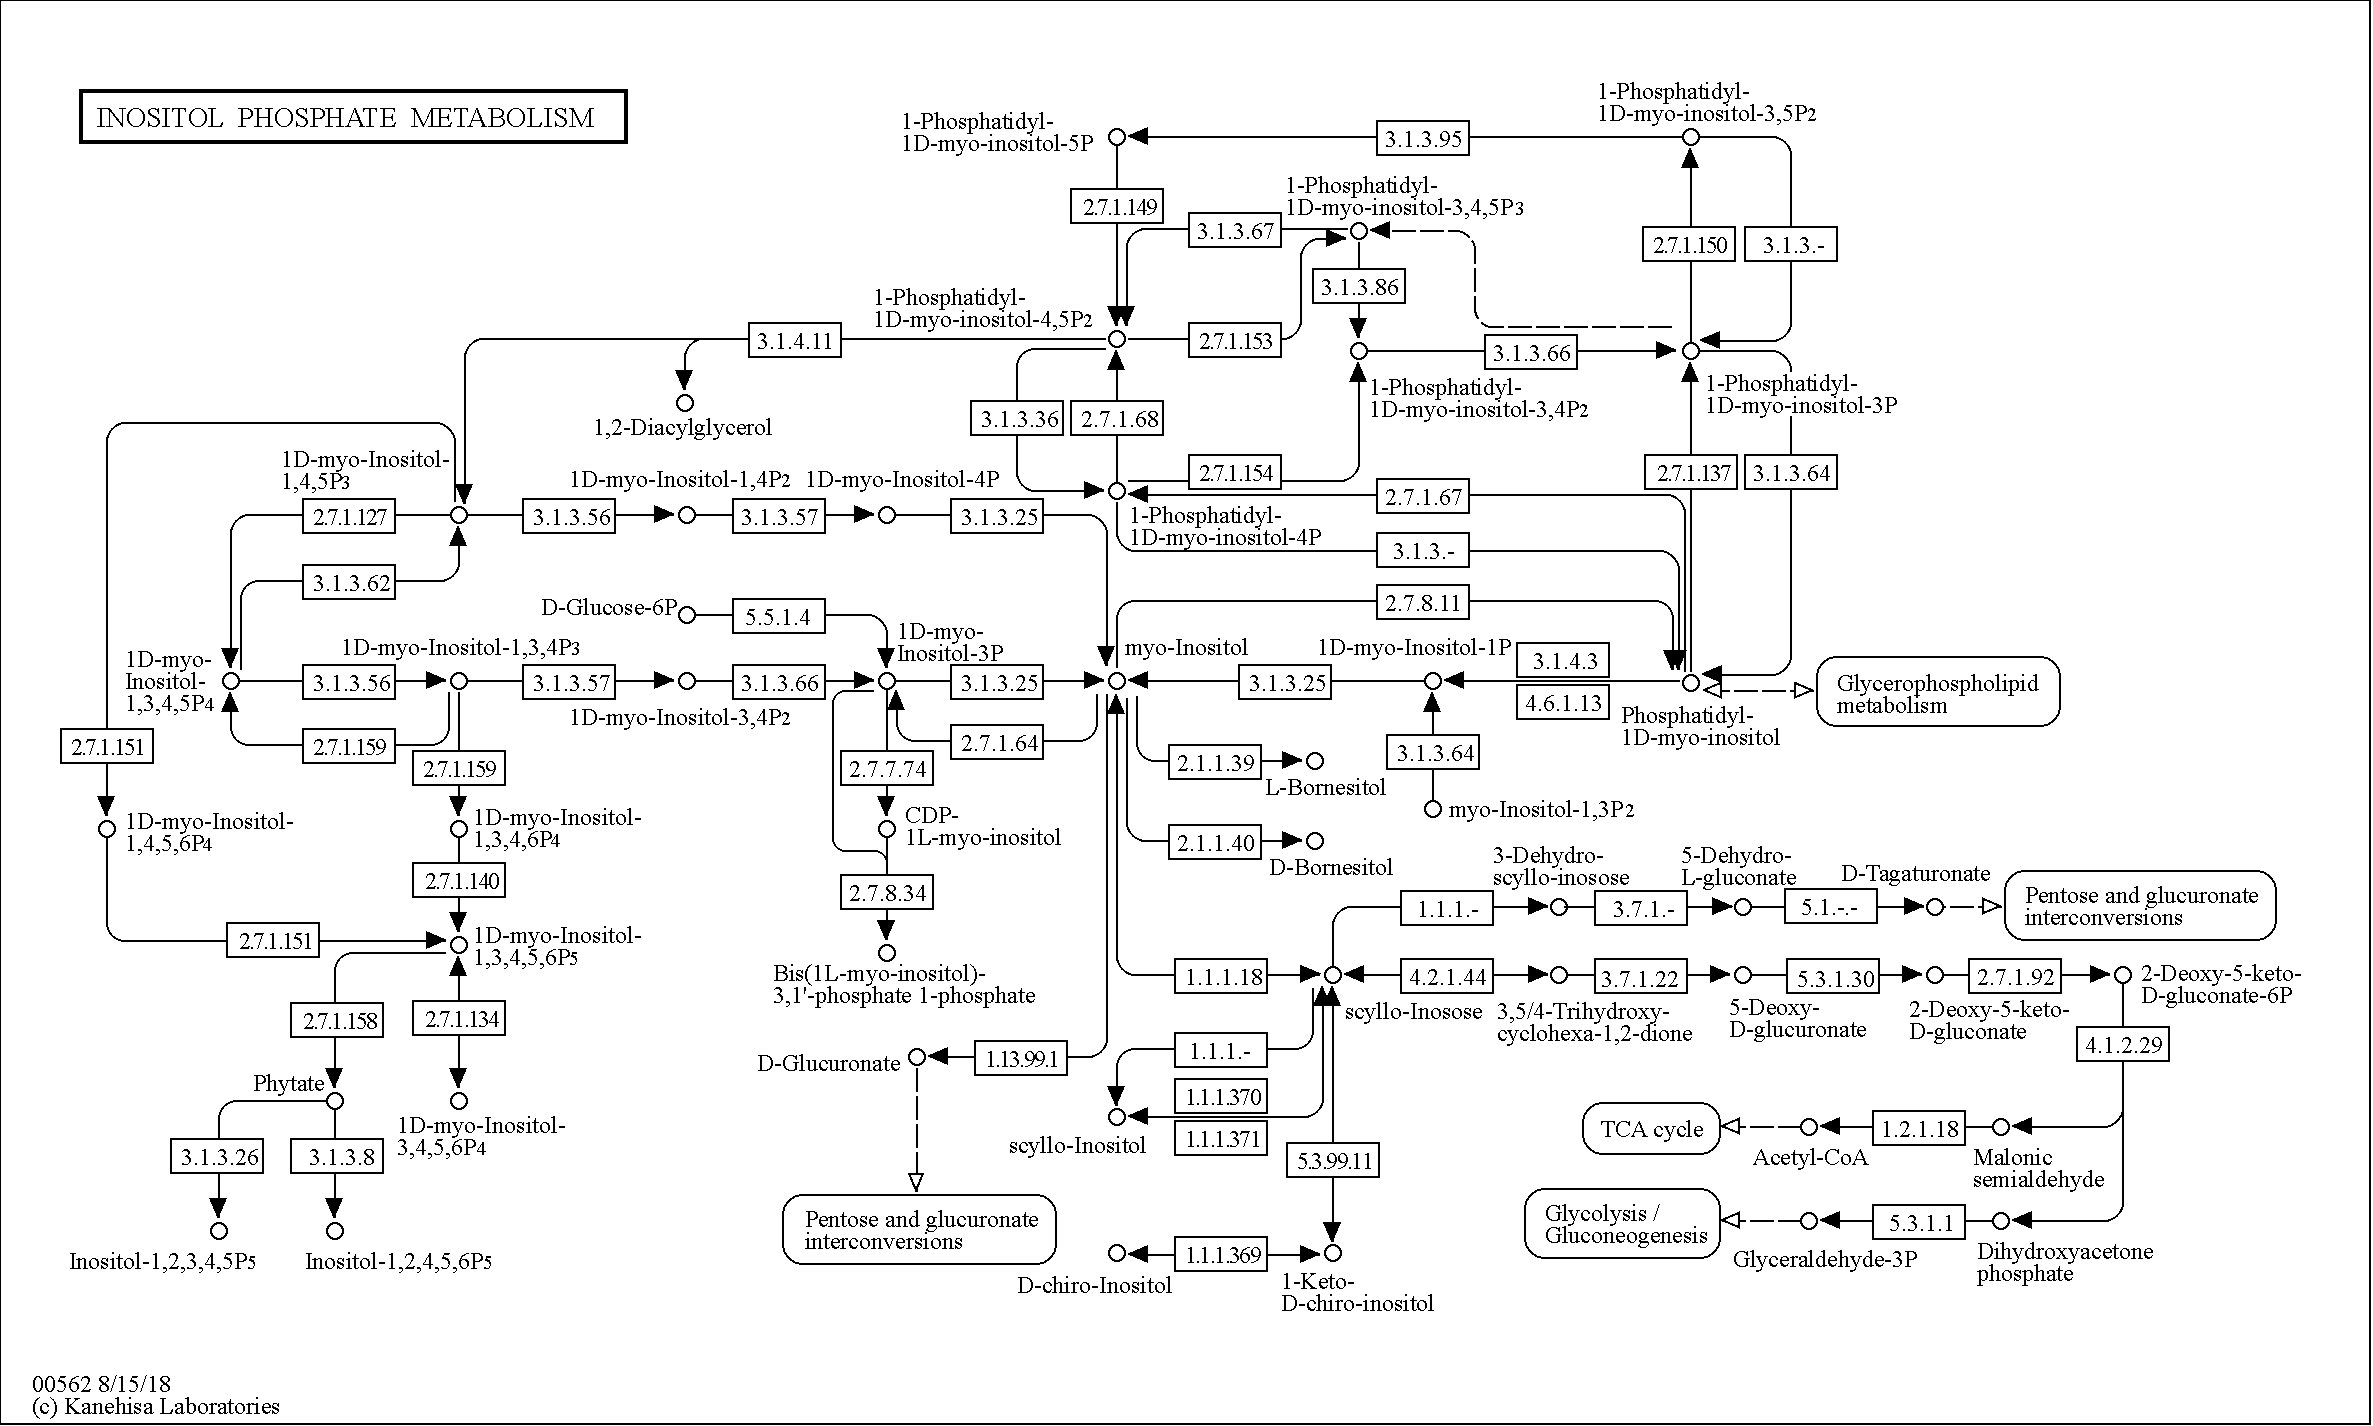 INOSITOL PHOSPHATE METABOLISM
1-Phosphatidyl-
1D-myo-inositol-5P
3.1.3.95
1-Phosphatidyl-
1D-myo-inositol-3,5P2
2.7.1.149
1-Phosphatidyl-
1D-myo-inositol-3,4,5P3
3.1.3.67
2.7.1.150
3.1.3.-
3.1.3.86
1-Phosphatidyl-
1D-myo-inositol-4,5P2
3.1.4.11
2.7.1.153
3.1.3.66
1,2-Diacylglycerol
3.1.3.36
2.7.1.68
1-Phosphatidyl-
1D-myo-inositol-3,4P2
1-Phosphatidyl-
1D-myo-inositol-3P
1D-myo-Inositol-
1,4,5P3
1D-myo-Inositol-1,4P2
1D-myo-Inositol-4P
2.7.1.154
2.7.1.137
3.1.3.64
2.7.1.67
2.7.1.127
3.1.3.56
3.1.3.57
3.1.3.25
1-Phosphatidyl-
1D-myo-inositol-4P
3.1.3.-
3.1.3.62
D-Glucose-6P
5.5.1.4
2.7.8.11
1D-myo-
Inositol-
1,3,4,5P4
1D-myo-Inositol-1,3,4P3
1D-myo-
Inositol-3P
myo-Inositol
1D-myo-Inositol-1P
3.1.4.3
3.1.3.56
3.1.3.57
3.1.3.66
3.1.3.25
3.1.3.25
4.6.1.13
Glycerophospholipid
metabolism
1D-myo-Inositol-3,4P2
Phosphatidyl-
1D-myo-inositol
2.7.1.151
2.7.1.159
2.7.1.159
2.7.1.64
2.7.7.74
2.1.1.39
3.1.3.64
L-Bornesitol
myo-Inositol-1,3P2
1D-myo-Inositol-
1,4,5,6P4
1D-myo-Inositol-
1,3,4,6P4
CDP-
1L-myo-inositol
2.1.1.40
D-Bornesitol
2.7.1.140
2.7.8.34
3-Dehydro-
scyllo-inosose
5-Dehydro-
L-gluconate
D-Tagaturonate
1.1.1.-
3.7.1.-
5.1.-.-
Pentose and glucuronate
interconversions
2.7.1.151
1D-myo-Inositol-
1,3,4,5,6P5
Bis(1L-myo-inositol)-
3,1'-phosphate 1-phosphate
1.1.1.18
4.2.1.44
3.7.1.22
5.3.1.30
2.7.1.92
2-Deoxy-5-keto-
D-gluconate-6P
scyllo-Inosose
3,5/4-Trihydroxy-
cyclohexa-1,2-dione
5-Deoxy-
D-glucuronate
2-Deoxy-5-keto-
D-gluconate
2.7.1.158
2.7.1.134
4.1.2.29
D-Glucuronate
1.13.99.1
1.1.1.-
Phytate
1.1.1.370
1.1.1.371
scyllo-Inositol
1D-myo-Inositol-
3,4,5,6P4
3.1.3.26
3.1.3.8
5.3.99.11
TCA cycle
1.2.1.18
Acetyl-CoA
Malonic
semialdehyde
Pentose and glucuronate
interconversions
Glycolysis /
Gluconeogenesis
5.3.1.1
Glyceraldehyde-3P
Dihydroxyacetone
phosphate
Inositol-1,2,3,4,5P5
Inositol-1,2,4,5,6P5
1.1.1.369
D-chiro-Inositol
1-Keto-
D-chiro-inositol
00562 8/15/18
(c) Kanehisa Laboratories